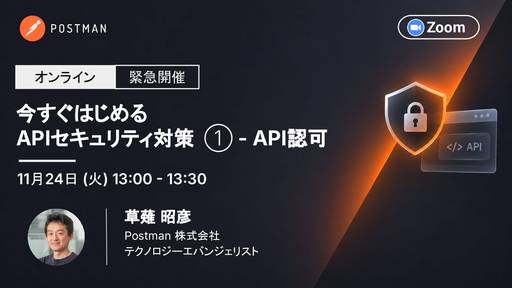 POSTMAN
Zoom
オンライン
緊急開催
今すぐはじめる
APIセキュリティ対策 ① - API認可
</> API
11月24日 (火) 13:00 - 13:30
草薙 昭彦
Postman 株式会社
テクノロジーエバンジェリスト